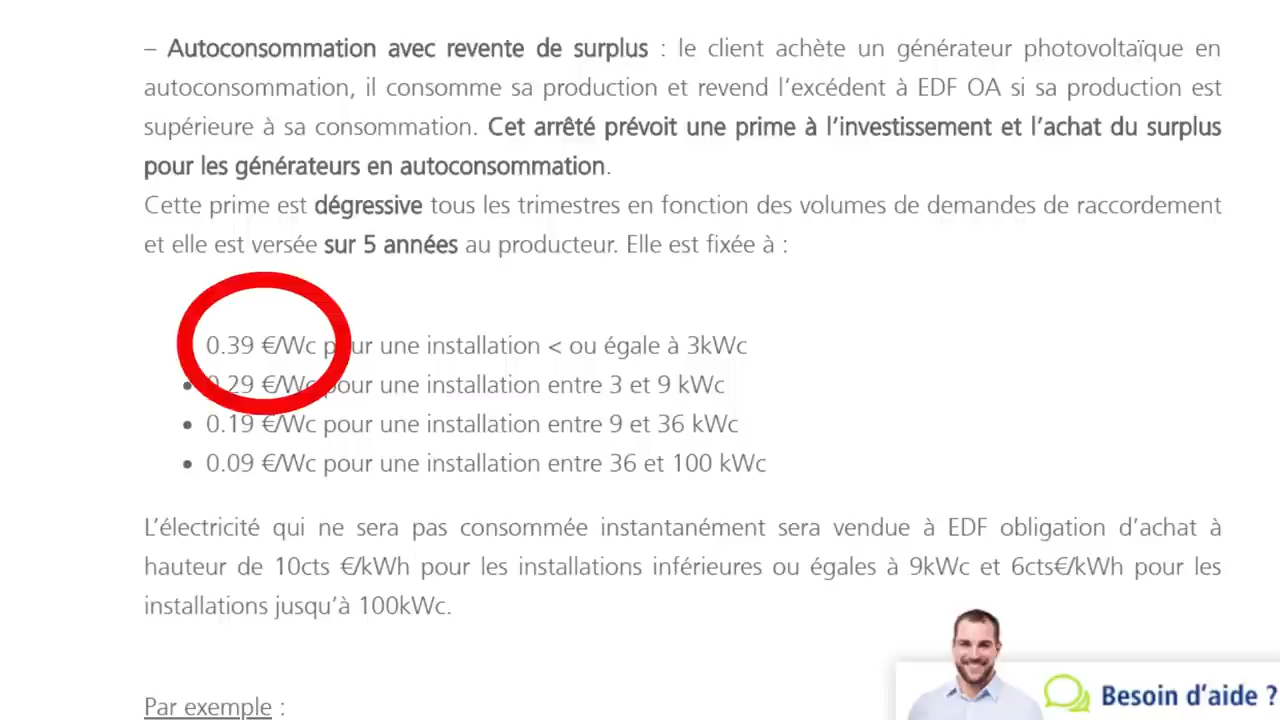 – Autoconsommation avec revente de surplus : le client achète un générateur photovoltaïque en
autoconsommation, il consomme sa production et revend l’excédent à EDF OA si sa production est
supérieure à sa consommation. Cet arrêté prévoit une prime à l’investissement et l’achat du surplus
pour les générateurs en autoconsommation.
Cette prime est dégressive tous les trimestres en fonction des volumes de demandes de raccordement
et elle est versée sur 5 années au producteur. Elle est fixée à :
0.39 €/Wc pour une installation < ou égale à 3kWc
• 0.29 €/Wc pour une installation entre 3 et 9 kWc
• 0.19 €/Wc pour une installation entre 9 et 36 kWc
• 0.09 €/Wc pour une installation entre 36 et 100 kWc
L’électricité qui ne sera pas consommée instantanément sera vendue à EDF obligation d’achat à
hauteur de 10cts €/kWh pour les installations inférieures ou égales à 9kWc et 6cts€/kWh pour les
installations jusqu’à 100kWc.
Par exemple :
Besoin d’aide ?